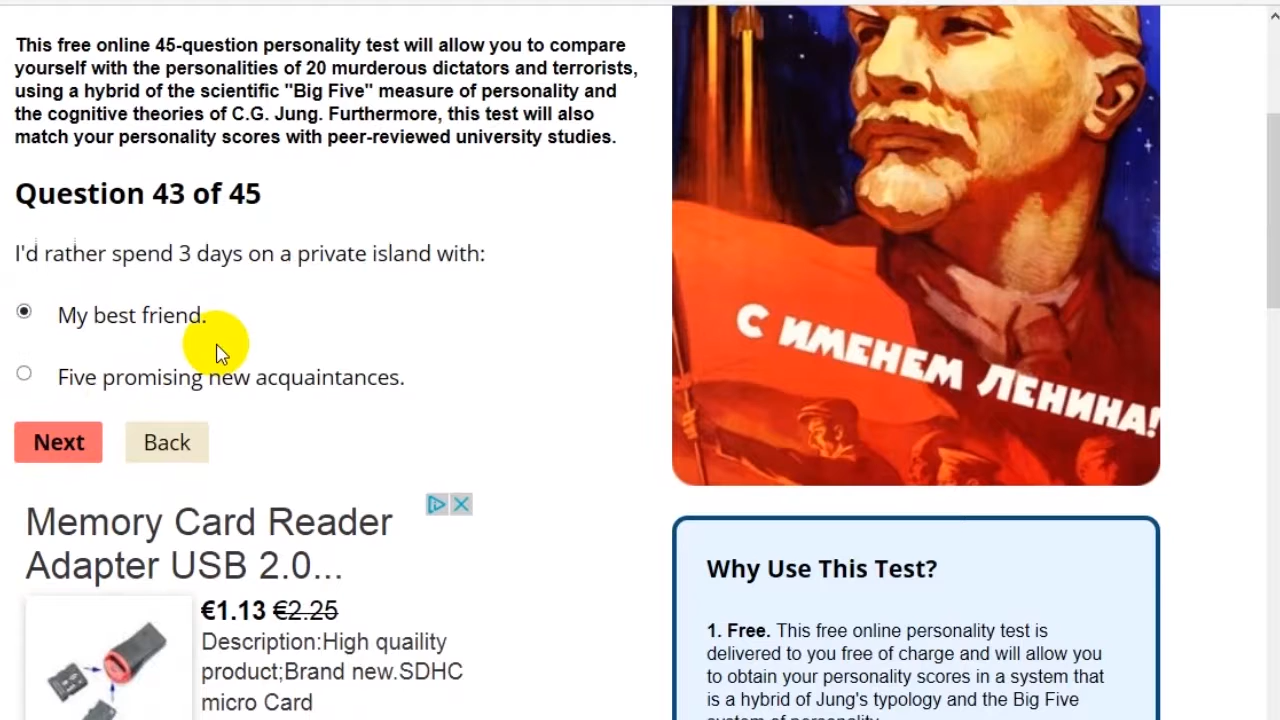 This free online 45-question personality test will allow you to compare
yourself with the personalities of 20 murderous dictators and terrorists,
using a hybrid of the scientific "Big Five" measure of personality and
the cognitive theories of C.G. Jung. Furthermore, this test will also
match your personality scores with peer-reviewed university studies.
Question 43 of 45
I'd rather spend 3 days on a private island with:
My best friend.
Five promising new acquaintances.
Next
Back
Memory Card Reader
Adapter USB 2.0...
€1.13 €2.25
Description:High quaility
product;Brand new.SDHC
micro Card
С ИМЕНЕМ ЛЕНИНА!
Why Use This Test?
1. Free. This free online personality test is
delivered to you free of charge and will allow you
to obtain your personality scores in a system that
is a hybrid of Jung's typology and the Big Five
system of personality.